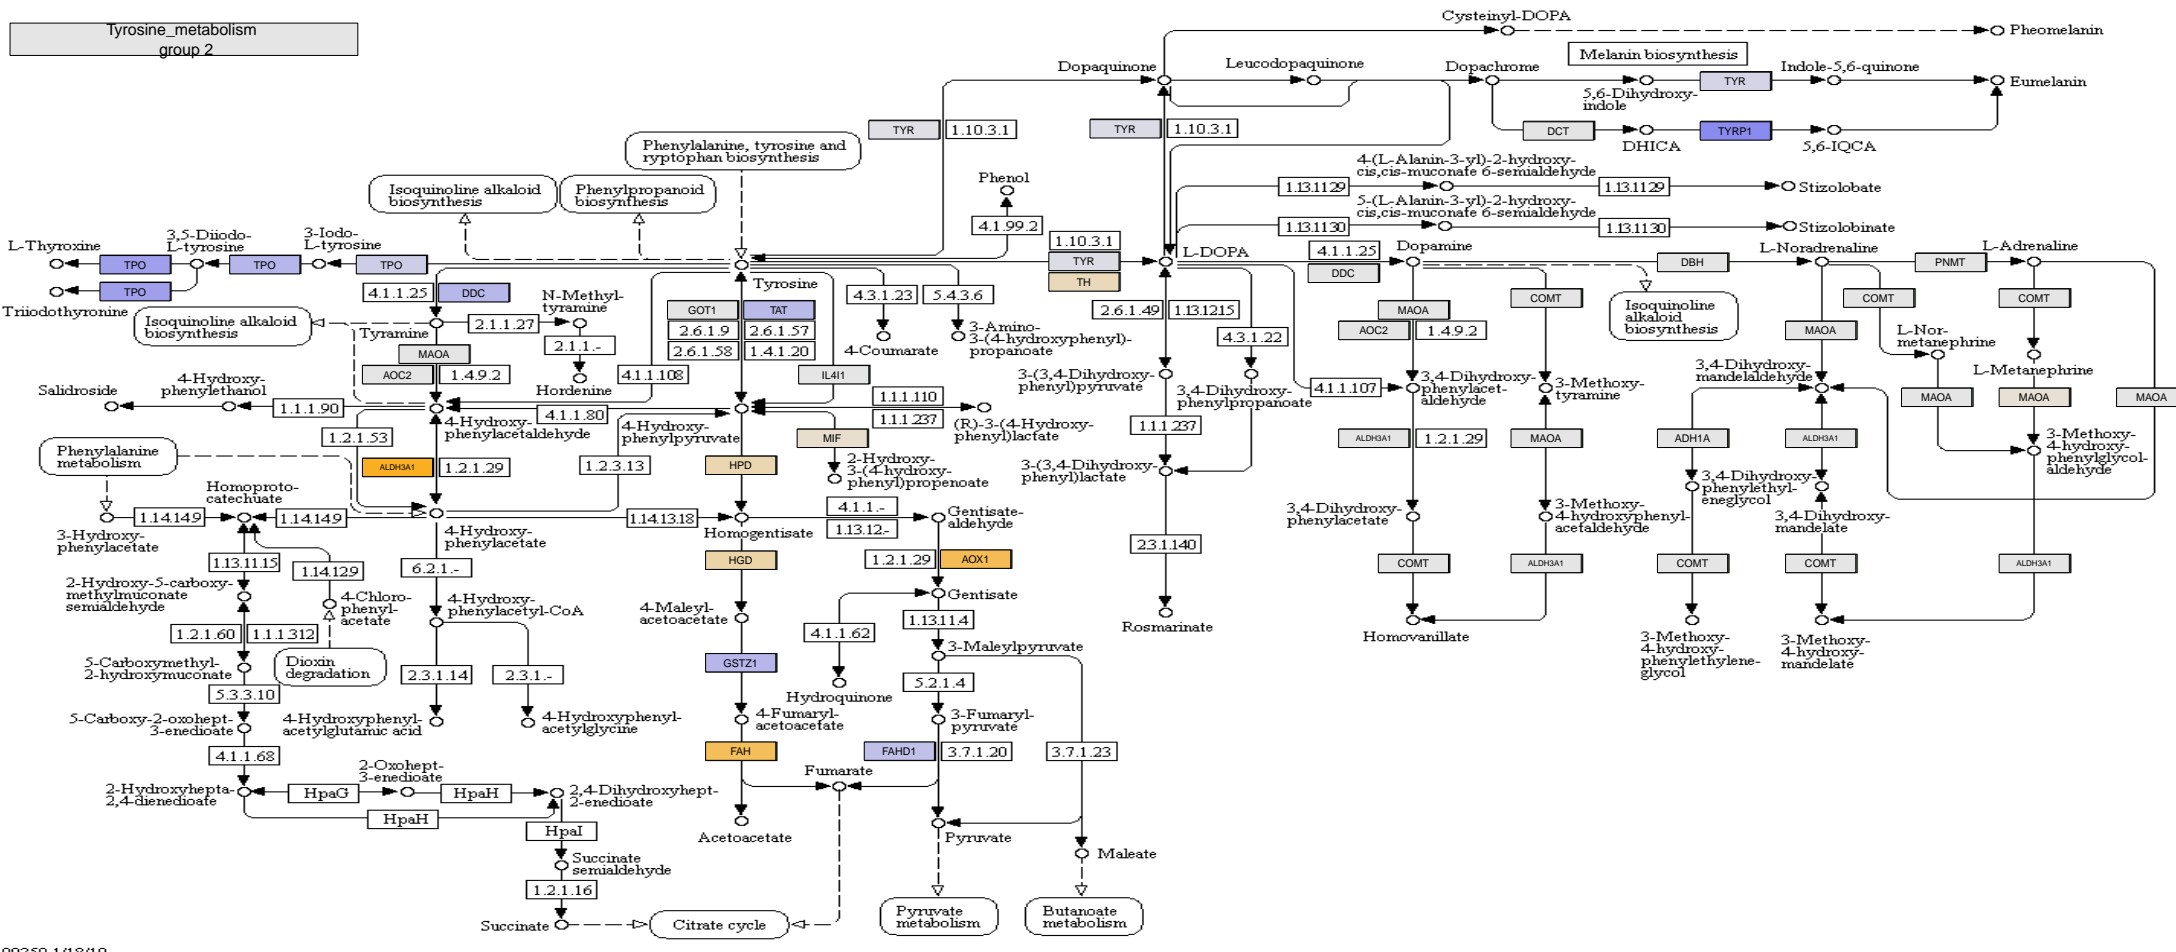 Tyrosine_metabolism
group 2
Cysteinyl-DOPA
Pheomelanin
Melanin biosynthesis
Dopaquinone
Leucodopaquinone
Dopachrome
TYR
Indole-5,6-quinone
Eumelanin
5,6-Dihydroxy-
indole
TYR
1.10.3.1
TYR
1.10.3.1
DCT
DHICA
TYRP1
5,6-IQCA
Phenylalanine, tyrosine and
ryptophan biosynthesis
Isoquinoline alkaloid
biosynthesis
Phenylpropanoid
biosynfhesis
Phenol
4.1.99.2
4-(L-Alanin-3-yl)-2-hydroxy-
cis,cis-muconafe 6-semialdehyde
1.13.1129
1.13.1129
Stizolobate
5-(L-Alanin-3-yl)-2-hydroxy-
cis,cis-muconafe 6-semialdehyde
1.13.1130
1.13.1130
Stizolobinate
L-Thyroxine
3,5-Diiodo-
L-tyrosine
3-Iodo-
L-tyrosine
TPO
TPO
TPO
TPO
Triiodothyronine
Tyrosine
1.10.3.1
TYR
TH
L-DOPA
4.1.1.25
DDC
Dopamine
DBH
L-Noradrenaline
PNMT
L-Adrenaline
4.1.1.25
DDC
N-Methyl-
tyramine
Isoquinoline alkaloid
biosynthesis
Tyramine
2.1.1.27
2.1.1.-
Hordenine
GOT1
TAT
2.6.1.9
2.6.1.57
2.6.1.58
1.4.1.20
4.3.1.23
5.4.3.6
4-Coumarate
3-Amino-
3-(4-hydroxyphenyl)-
propanoate
2.6.1.49
1.13.1215
4.3.1.22
MAOA
AOC2
1.4.9.2
COMT
Isoquinoline
alkaloid
biosynthesis
COMT
COMT
MAOA
L-Nor-
metanephrine
L-Metanephrine
MAOA
AOC2
1.4.9.2
4.1.1.108
IL4I1
Salidroside
4-Hydroxy-
phenylethanol
1.1.1.90
4-Hydroxy-
phenylacetaldehyde
4.1.1.80
4-Hydroxy-
phenylpyruvate
1.1.1.110
1.1.1.237
(R)-3-(4-Hydroxy-
phenyl)lactate
3-(3,4-Dihydroxy-
phenyl)pyruvate
3,4-Dihydroxy-
phenylpropanoate
4.1.1.107
3,4-Dihydroxy-
phenylacet-
aldehyde
3-Methoxy-
tyramine
3,4-Dihydroxy-
mandelaldehyde
MAOA
MAOA
MAOA
1.2.1.53
Phenylalanine
metabolism
ALDH3A1
1.2.1.29
1.2.3.13
HPD
MIF
2-Hydroxy-
3-(4-hydroxy-
phenyl)propenoate
1.1.1.237
3-(3,4-Dihydroxy-
phenyl)lactate
ALDH3A1
1.2.1.29
MAOA
ADH1A
ALDH3A1
3-Methoxy-
4-hydroxy-
phenylglycol-
aldehyde
Homoproto-
catechuate
3-Hydroxy-
phenylacetate
1.14.14.9
1.14.14.9
4-Hydroxy-
phenylacetate
1.14.13.18
Homogentisate
4.1.1.-
1.13.12.-
Gentisate-
aldehyde
3,4-Dihydroxy-
phenylacetate
3-Methoxy-
4-hydroxyphenyl-
acetaldehyde
3,4-Dihydroxy-
phenylethyl-
eneglycol
3,4-Dihydroxy-
mandelate
1.13.11.15
1.14.12.9
6.2.1.-
HGD
1.2.1.29
AOX1
2.3.1.140
COMT
ALDH3A1
COMT
COMT
ALDH3A1
2-Hydroxy-5-carboxy-
methylmuconate
semialdehyde
4-Chloro-
phenyl-
acetate
4-Hydroxy-
phenylacetyl-CoA
4-Maleyl-
acetoacetate
Gentisate
4.1.1.62
1.13.11.4
Rosmarinate
Homovanillate
3-Methoxy-
4-hydroxy-
phenylethylene-
glycol
3-Methoxy-
4-hydroxy-
mandelate
1.2.1.60
1.1.1.312
Dioxin
degradation
5-Carboxymethyl-
2-hydroxymuconate
2.3.1.14
2.3.1.-
GSTZ1
3-Maleylpyruvate
Hydroquinone
5.2.1.4
5.3.3.10
5-Carboxy-2-oxohept-
3-enedioate
4-Hydroxyphenyl-
acetylglutamic acid
4-Hydroxyphenyl-
acetylglycine
4-Fumaryl-
acetoacefate
3-Fumaryl-
pyruvate
4.1.1.68
FAH
FAHD1
3.7.1.20
3.7.1.23
Fumarate
2-Hydroxyhepta-
2,4-dienedioafe
HpaG
2-Oxohept-
3-enedioate
HpaH
2,4-Dihydroxyhept-
2-enedioate
HpaH
HpaI
Acetoacetate
Pyruvate
Maleate
Succinate
semialdehyde
1.2.1.16
Succinate
Citrate cycle
Pyruvate
metabolism
Butanoate
metabolism